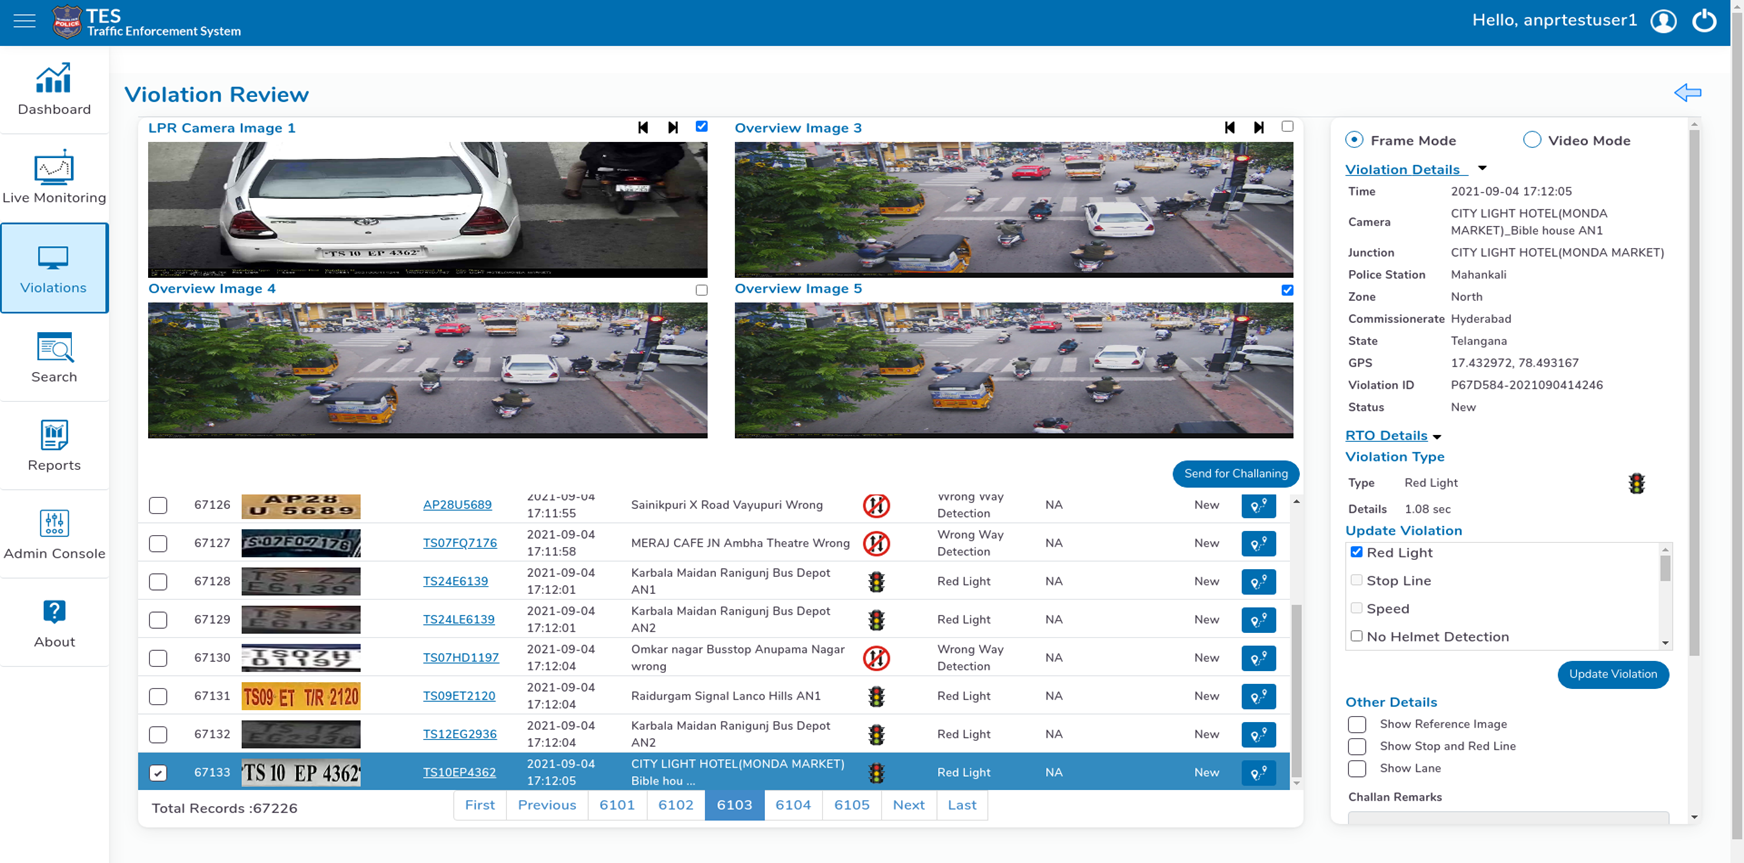 TES
Traffic Enforcement System
Hello, anprtestuser1
Dashboard
Live Monitoring
Violations
Search
Reports
Admin Console
About
Violation Review
LPR Camera Image 1
TS 10 EP 4362
Overview Image 3
Overview Image 4
Overview Image 5
Send for Challaning
67126 AP28 U 5689 AP28U5689 2021-09-04 17:11:55 Sainikpuri X Road Vayupuri Wrong Wrong Way Detection NA New
67127 TS07FQ7176 TS07FQ7176 2021-09-04 17:11:58 MERAJ CAFE JN Ambha Theatre Wrong Wrong Way Detection NA New
67128 TS 24 E6139 TS24E6139 2021-09-04 17:12:01 Karbala Maidan Ranigunj Bus Depot AN1 Red Light NA New
67129 TS24LE6139 2021-09-04 17:12:01 Karbala Maidan Ranigunj Bus Depot AN2 Red Light NA New
67130 TS07H D1197 TS07HD1197 2021-09-04 17:12:04 Omkar nagar Busstop Anupama Nagar wrong Wrong Way Detection NA New
67131 TS09 ET T/R 2120 TS09ET2120 2021-09-04 17:12:04 Raidurgam Signal Lanco Hills AN1 Red Light NA New
67132 TS12EG2936 2021-09-04 17:12:04 Karbala Maidan Ranigunj Bus Depot AN2 Red Light NA New
67133 TS 10 EP 4362 TS10EP4362 2021-09-04 17:12:05 CITY LIGHT HOTEL(MONDA MARKET) Bible hou ... Red Light NA New
Total Records :67226
First Previous 6101 6102 6103 6104 6105 Next Last
Frame Mode Video Mode
Violation Details
Time 2021-09-04 17:12:05
Camera CITY LIGHT HOTEL(MONDA
MARKET)_Bible house AN1
Junction CITY LIGHT HOTEL(MONDA MARKET)
Police Station Mahankali
Zone North
Commissionerate Hyderabad
State Telangana
GPS 17.432972, 78.493167
Violation ID P67D584-2021090414246
Status New
RTO Details
Violation Type
Type Red Light
Details 1.08 sec
Update Violation
Red Light
Stop Line
Speed
No Helmet Detection
Update Violation
Other Details
Show Reference Image
Show Stop and Red Line
Show Lane
Challan Remarks